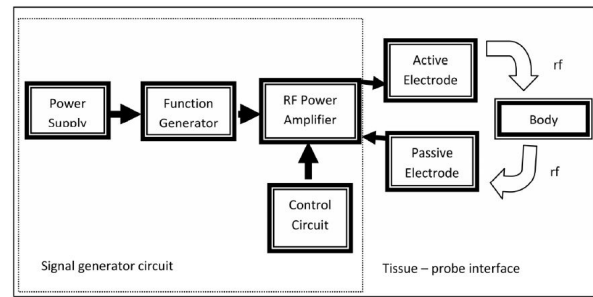 Active
Electrode
rf
Power
Supply
Function
Generator
RF Power
Amplifier
Body
Passive
Electrode
rf
Control
Circuit
Signal generator circuit
Tissue – probe interface